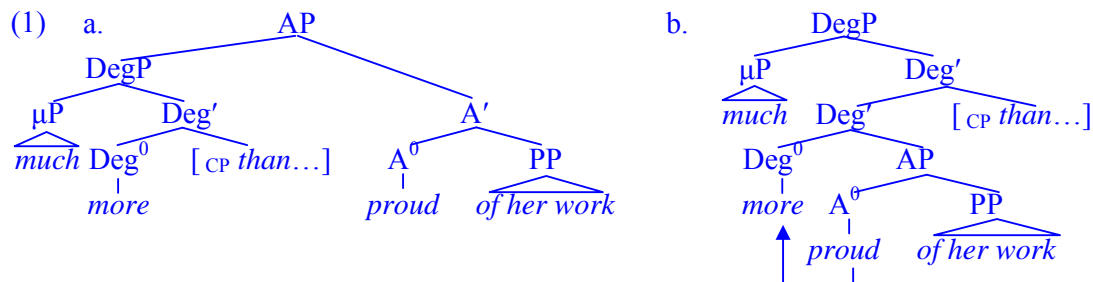 (1) a. AP b. DegP
DegP μP Deg′
μP Deg′ A′ much Deg′ [ CP than…]
much Deg⁰ [ CP than…] A⁰ PP Deg⁰ AP
more proud of her work more A⁰ PP
proud of her work